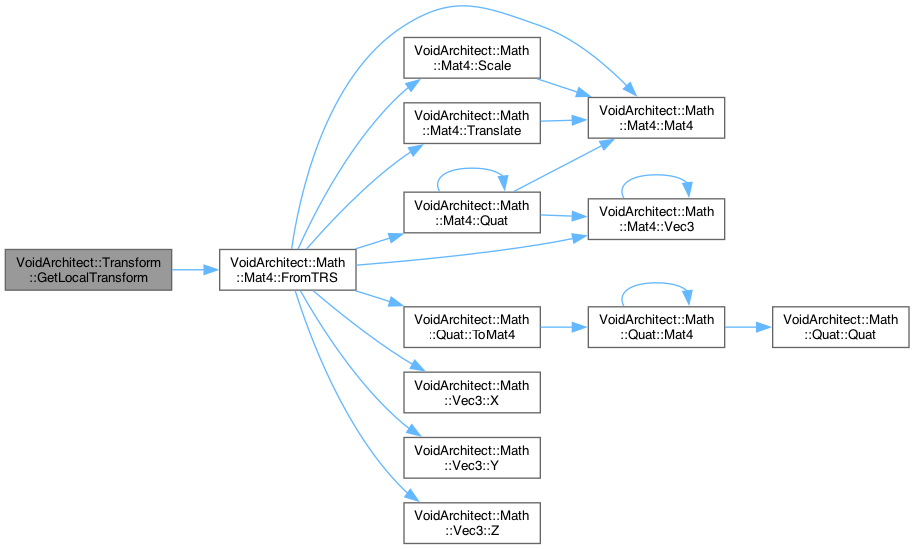 VoidArchitect::Transform
::GetLocalTransform
VoidArchitect::Math
::Mat4::FromTRS
VoidArchitect::Math
::Mat4::Scale
VoidArchitect::Math
::Mat4::Translate
VoidArchitect::Math
::Mat4::Quat
VoidArchitect::Math
::Quat::ToMat4
VoidArchitect::Math
::Vec3::X
VoidArchitect::Math
::Vec3::Y
VoidArchitect::Math
::Vec3::Z
VoidArchitect::Math
::Mat4::Mat4
VoidArchitect::Math
::Mat4::Vec3
VoidArchitect::Math
::Quat::Mat4
VoidArchitect::Math
::Quat::Quat